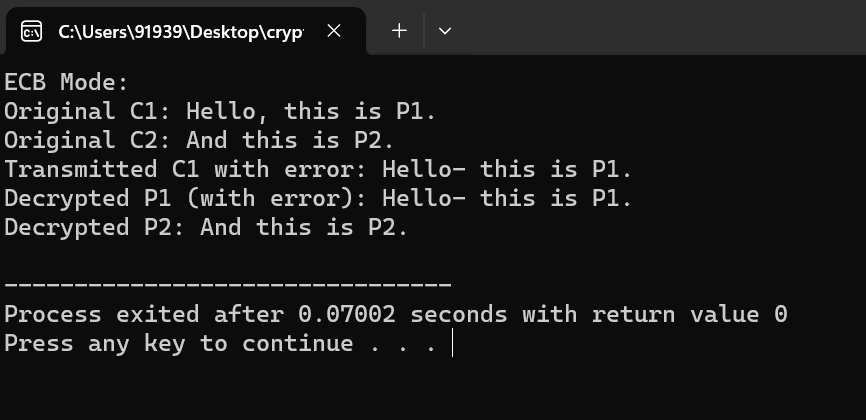 C:\Users\91939\Desktop\cryp
ECB Mode:
Original C1: Hello, this is P1.
Original C2: And this is P2.
Transmitted C1 with error: Hello- this is P1.
Decrypted P1 (with error): Hello- this is P1.
Decrypted P2: And this is P2.
--------------------------------
Process exited after 0.07002 seconds with return value 0
Press any key to continue . . .